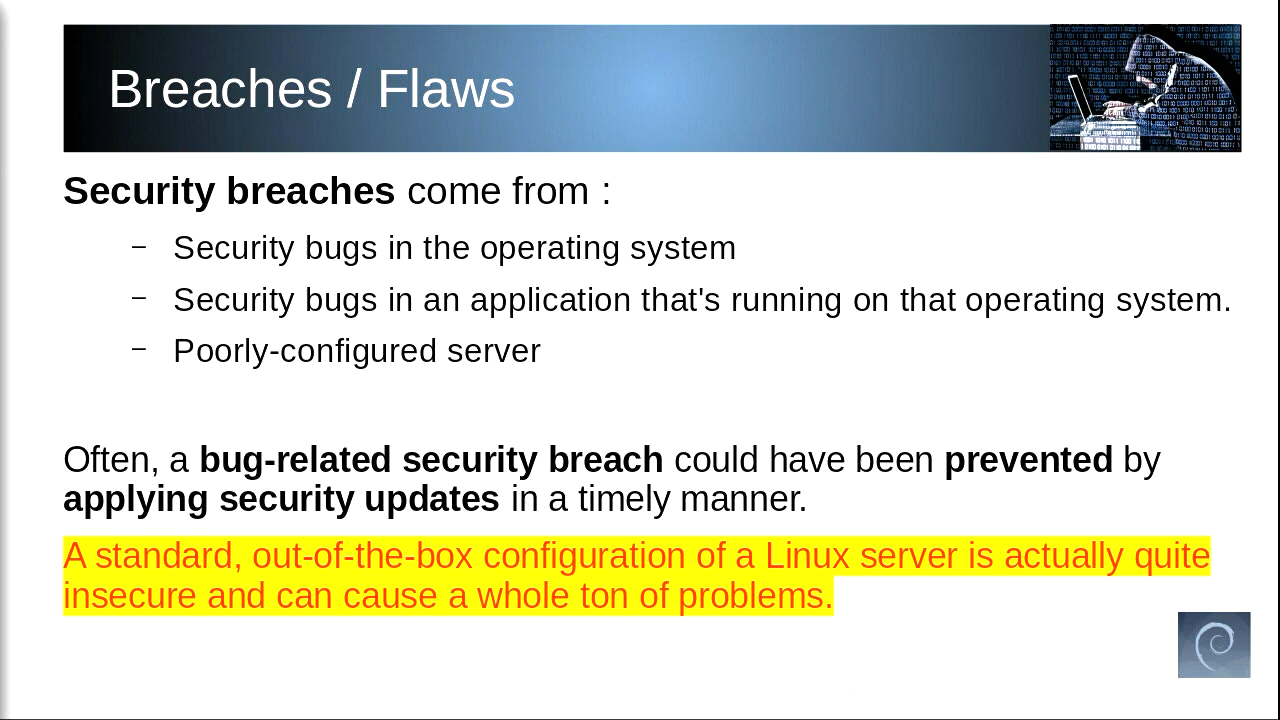 Breaches / Flaws
Security breaches come from :
– Security bugs in the operating system
– Security bugs in an application that's running on that operating system.
– Poorly-configured server
Often, a bug-related security breach could have been prevented by
applying security updates in a timely manner.
A standard, out-of-the-box configuration of a Linux server is actually quite
insecure and can cause a whole ton of problems.